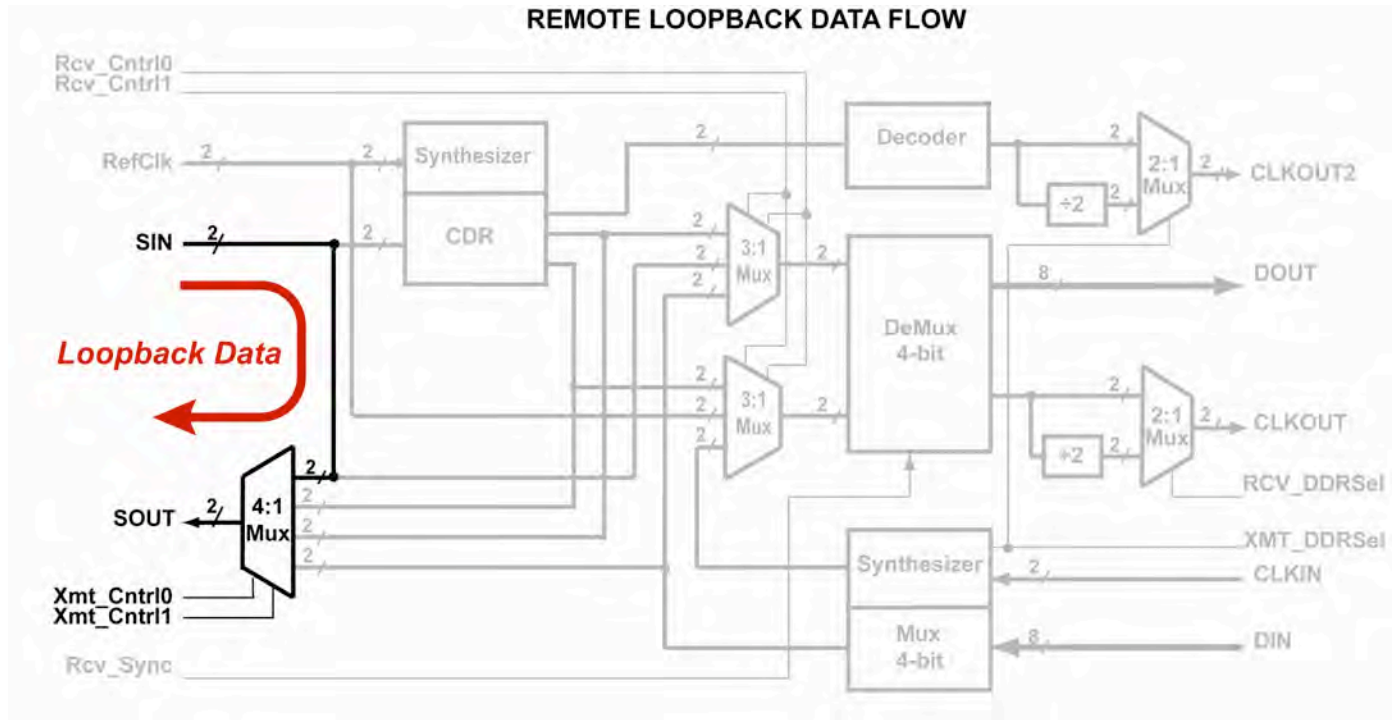 REMOTE LOOPBACK DATA FLOW
Rcv_Cntrl0
Rcv_Cntrl1
RefClk
2
2
Synthesizer
CDR
SIN
2
2
Loopback Data
2
Decoder
÷2
2
2
2:1
Mux
2
CLKOUT2
2
2
2
3:1
Mux
2
DeMux
4-bit
8
DOUT
2
2
2
3:1
Mux
2
÷2
2
2
2:1
Mux
2
CLKOUT
RCV_DDRSel
SOUT
2
4:1
Mux
2
2
2
2
Xmt_Cntrl0
Xmt_Cntrl1
Rcv_Sync
Synthesizer
Mux
4-bit
XMT_DDRSel
2
CLKIN
8
DIN